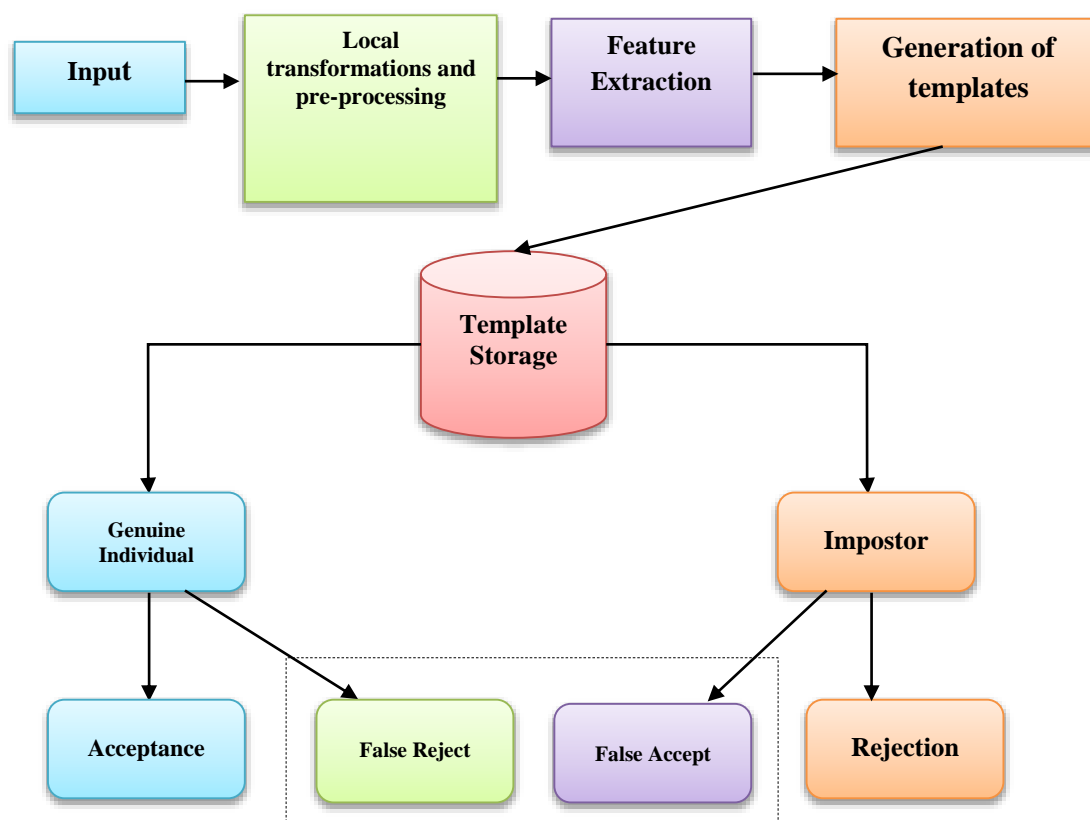 Input
Local
transformations and
pre-processing
Feature
Extraction
Generation of
templates
Template
Storage
Genuine
Individual
Impostor
Acceptance
False Reject
False Accept
Rejection